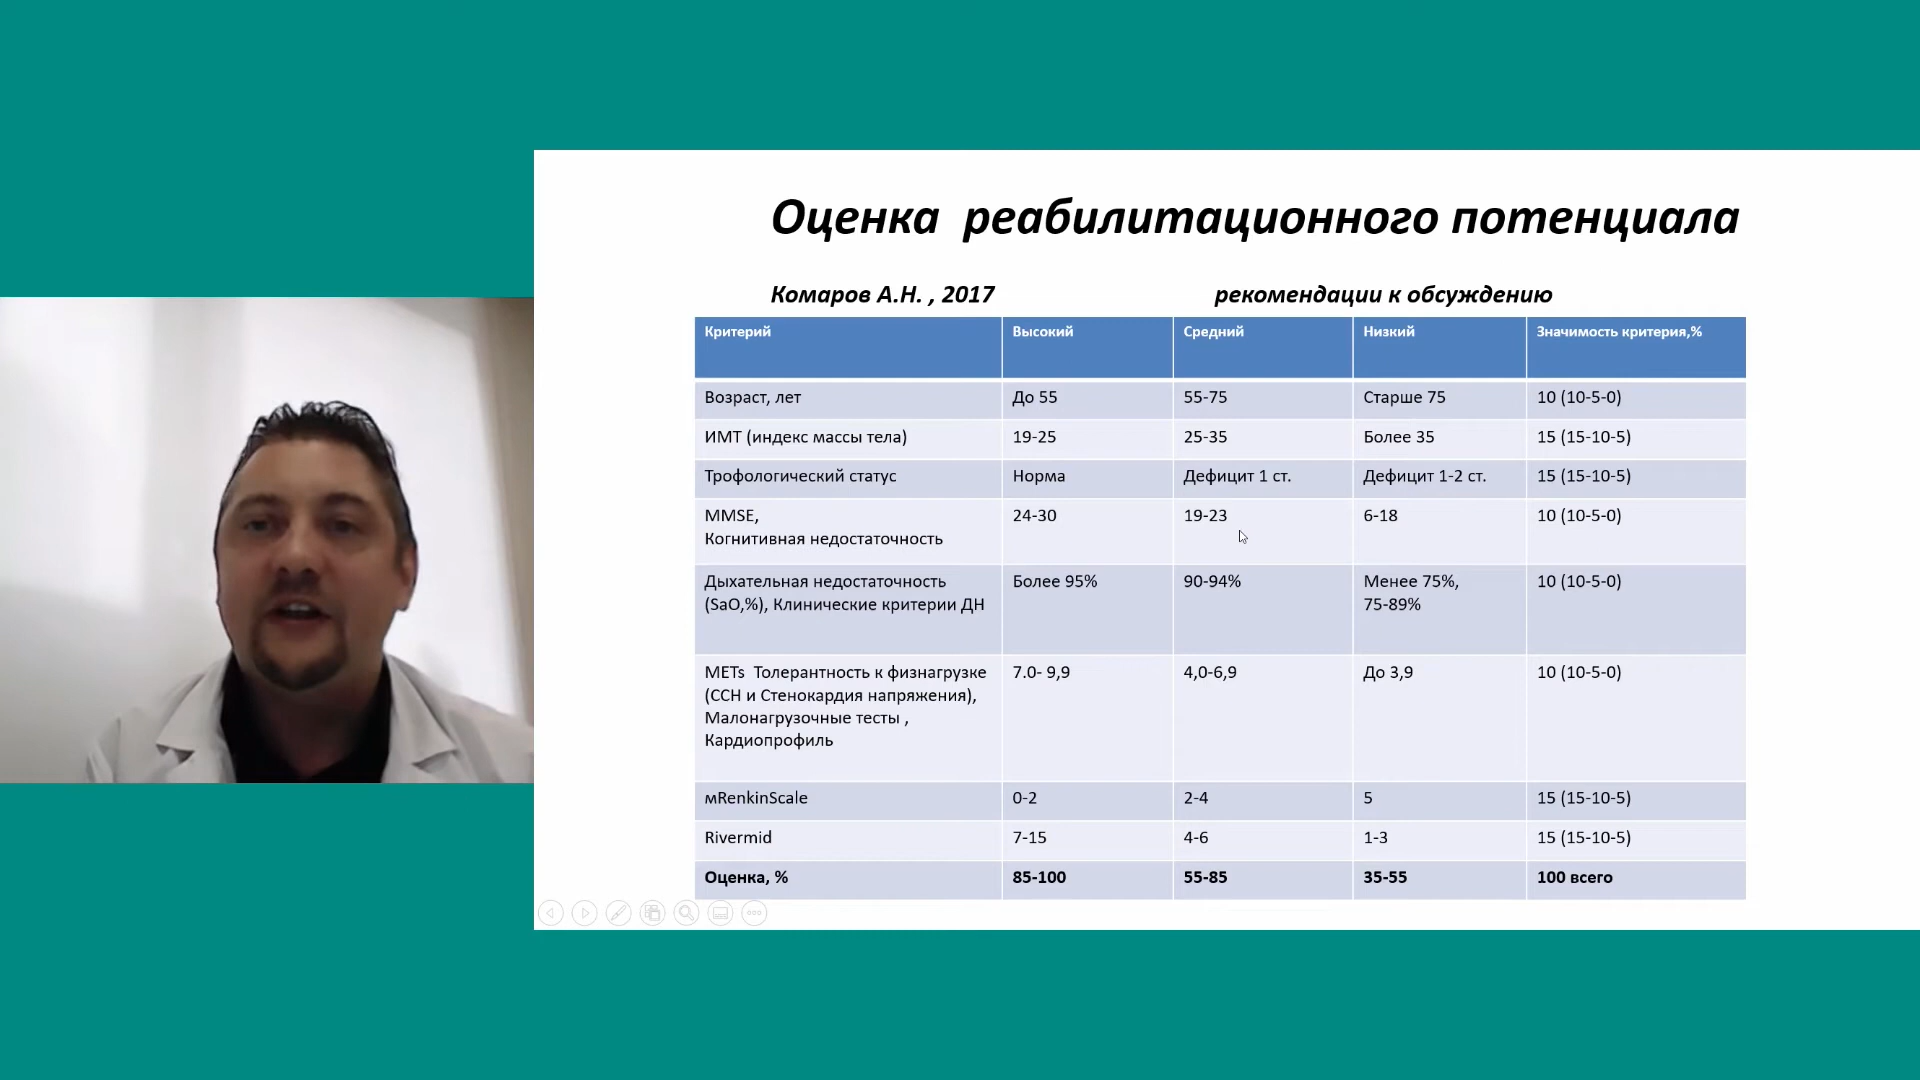 Оценка реабилитационного потенциала
Комаров А.Н. , 2017 рекомендации к обсуждению
Критерий Высокий Средний Низкий Значимость критерия,%
Возраст, лет До 55 55-75 Старше 75 10 (10-5-0)
ИМТ (индекс массы тела) 19-25 25-35 Более 35 15 (15-10-5)
Трофологический статус Норма Дефицит 1 ст. Дефицит 1-2 ст. 15 (15-10-5)
MMSE, 24-30 19-23 6-18 10 (10-5-0)
Когнитивная недостаточность
Дыхательная недостаточность Более 95% 90-94% Менее 75%, 10 (10-5-0)
(SaO,%), Клинические критерии ДН 75-89%
METs Толерантность к физнагрузке 7.0- 9,9 4,0-6,9 До 3,9 10 (10-5-0)
(ССН и Стенокардия напряжения),
Малонагрузочные тесты ,
Кардиопрофиль
мRenkinScale 0-2 2-4 5 15 (15-10-5)
Rivermid 7-15 4-6 1-3 15 (15-10-5)
Оценка, % 85-100 55-85 35-55 100 всего